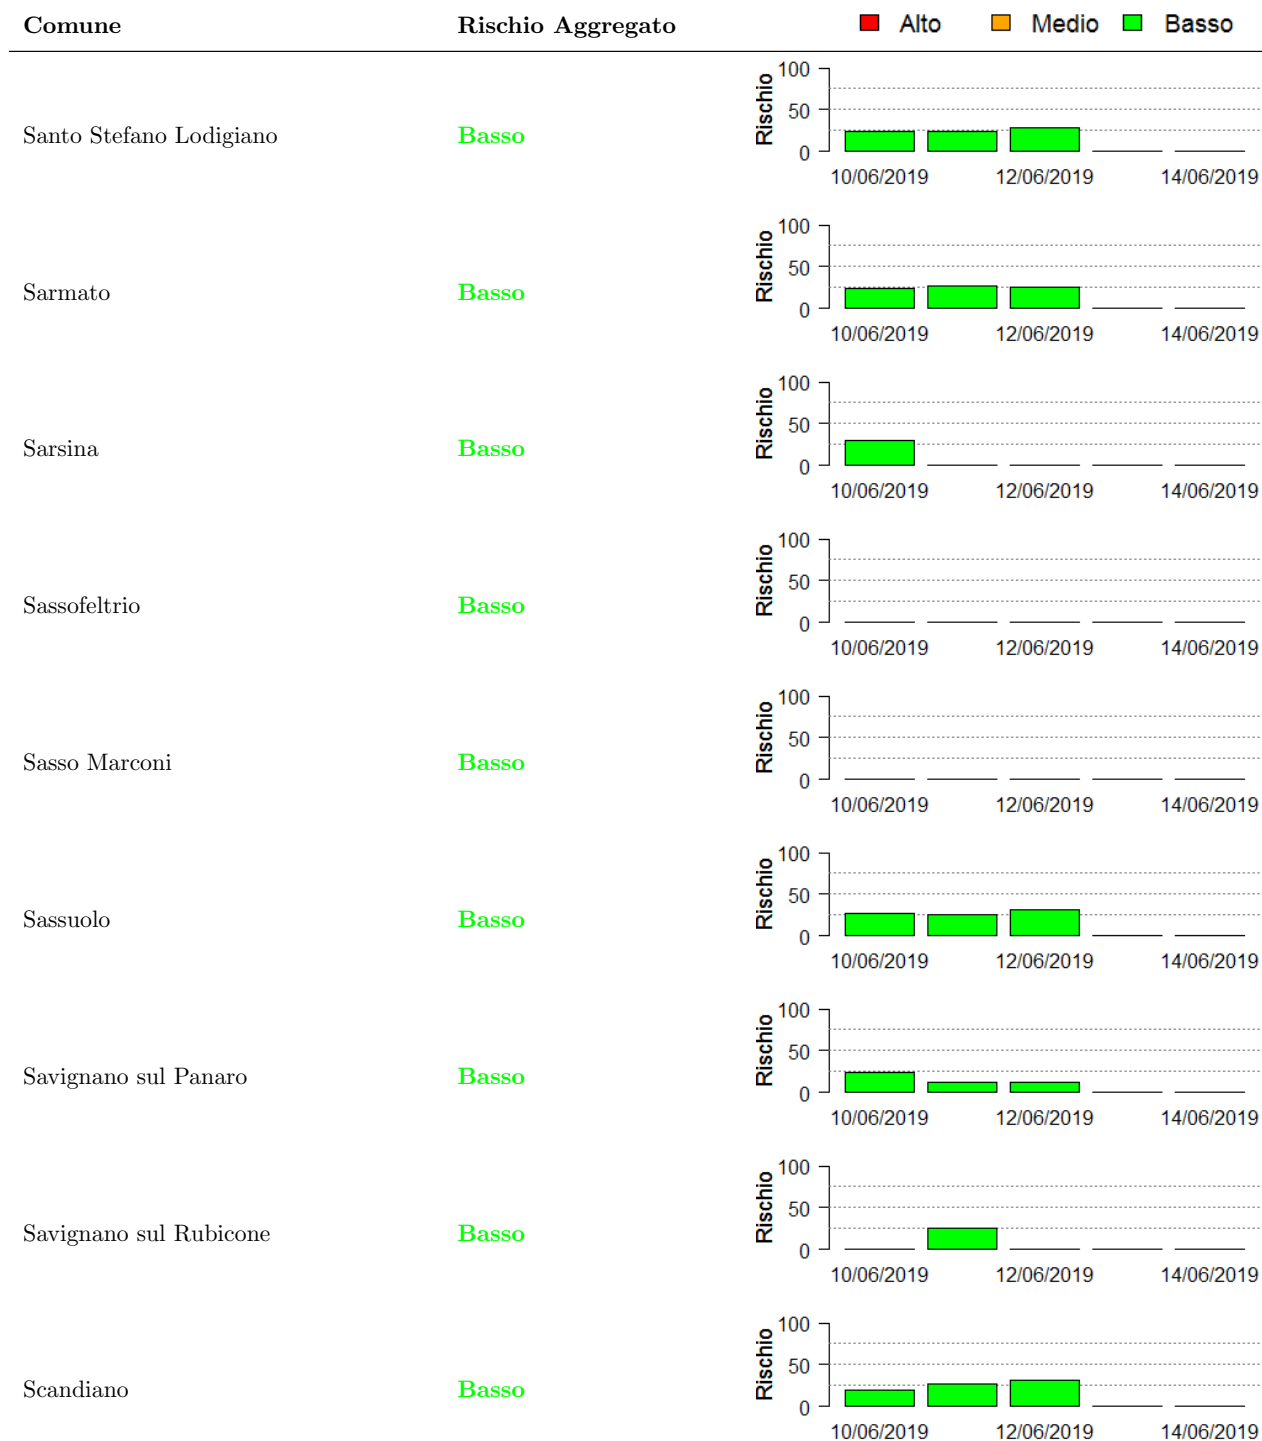 Comune Rischio Aggregato Alto Medio Basso
100
50
0
Rischio
Santo Stefano Lodigiano Basso
10/06/2019 12/06/2019 14/06/2019
100
50
0
Rischio
Sarmato Basso
10/06/2019 12/06/2019 14/06/2019
100
50
0
Rischio
Sarsina Basso
10/06/2019 12/06/2019 14/06/2019
100
50
0
Rischio
Sassofeltrio Basso
10/06/2019 12/06/2019 14/06/2019
100
50
0
Rischio
Sasso Marconi Basso
10/06/2019 12/06/2019 14/06/2019
100
50
0
Rischio
Sassuolo Basso
10/06/2019 12/06/2019 14/06/2019
100
50
0
Rischio
Savignano sul Panaro Basso
10/06/2019 12/06/2019 14/06/2019
100
50
0
Rischio
Savignano sul Rubicone Basso
10/06/2019 12/06/2019 14/06/2019
100
50
0
Rischio
Scandiano Basso
10/06/2019 12/06/2019 14/06/2019